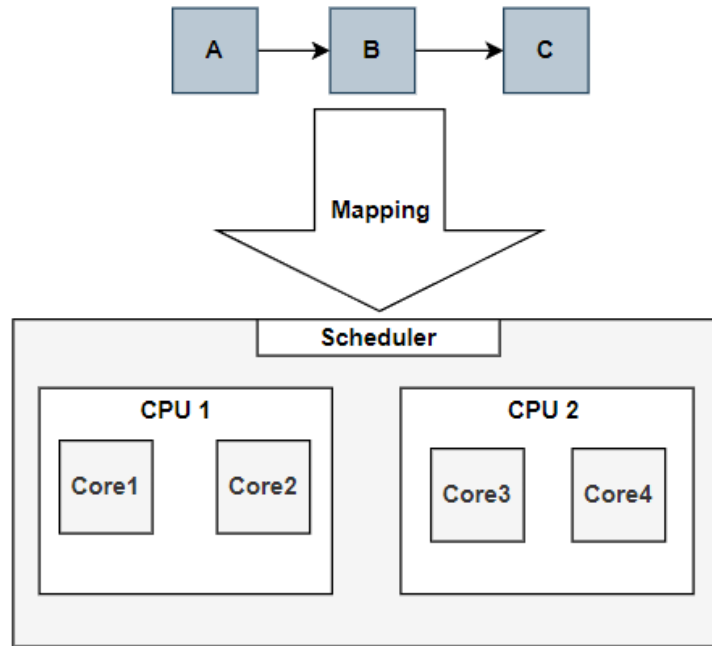 A B C
Mapping
Scheduler
CPU 1 CPU 2
Core1 Core2 Core3 Core4